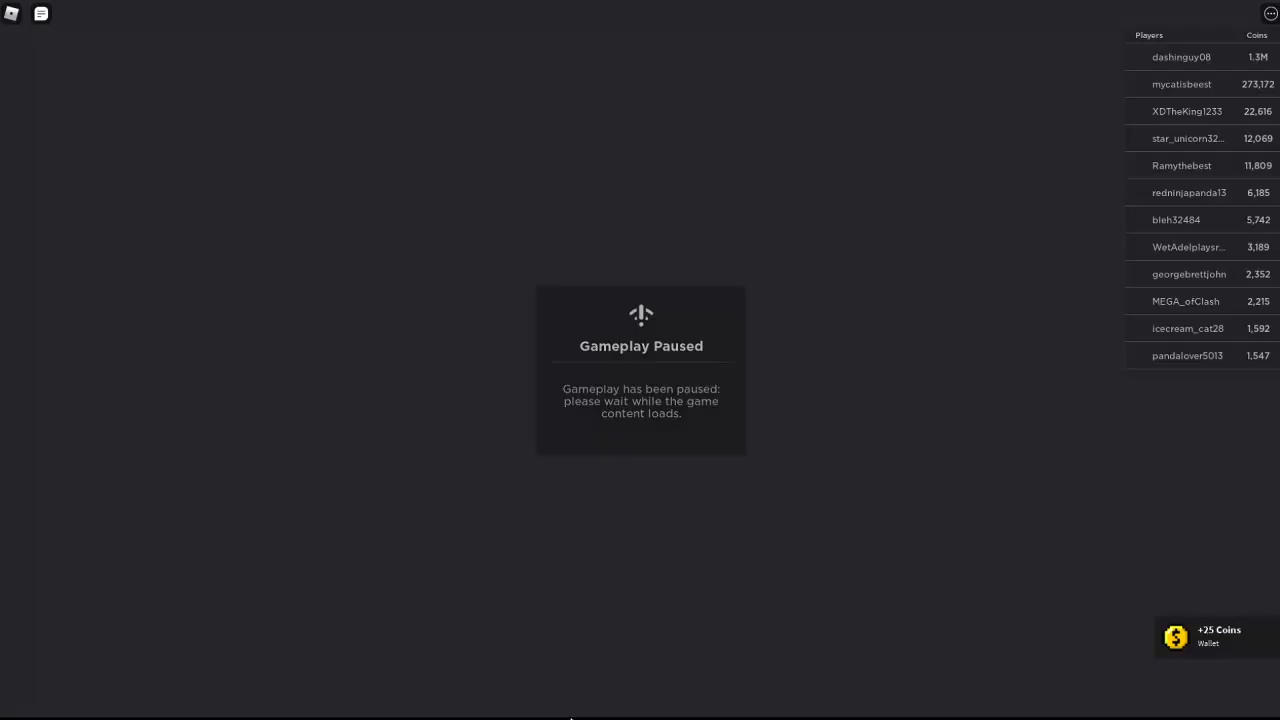 Players Coins
dashinguy08 1.3M
mycatisbeest 273,172
XDTheKing1233 22,616
star_unicorn32... 12,069
Ramythebest 11,809
redninjapanda13 6,185
bleh32484 5,742
WetAdelplaysr... 3,189
georgebrettjohn 2,352
MEGA_ofClash 2,215
icecream_cat28 1,592
pandalover5013 1,547
Gameplay Paused
Gameplay has been paused:
please wait while the game
content loads.
+25 Coins
Wallet